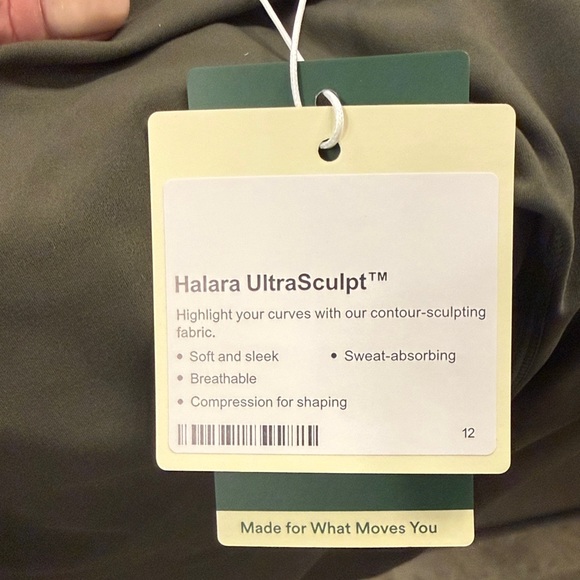 Halara UltraSculpt™
Highlight your curves with our contour-sculpting
fabric.
• Soft and sleek • Sweat-absorbing
• Breathable
• Compression for shaping
12
Made for What Moves You